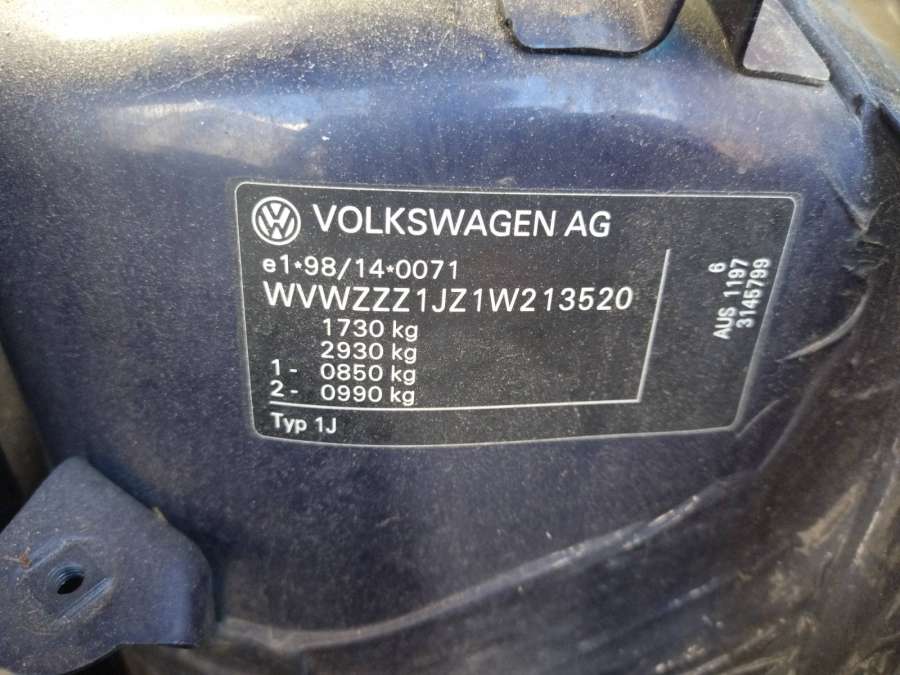 VOLKSWAGEN AG
e1*98/14*0071
WVWZZZ1JZ1W213520
1730 kg
2930 kg
1- 0850 kg
2- 0990 kg
Typ 1J
6
AUS 1197
3145799